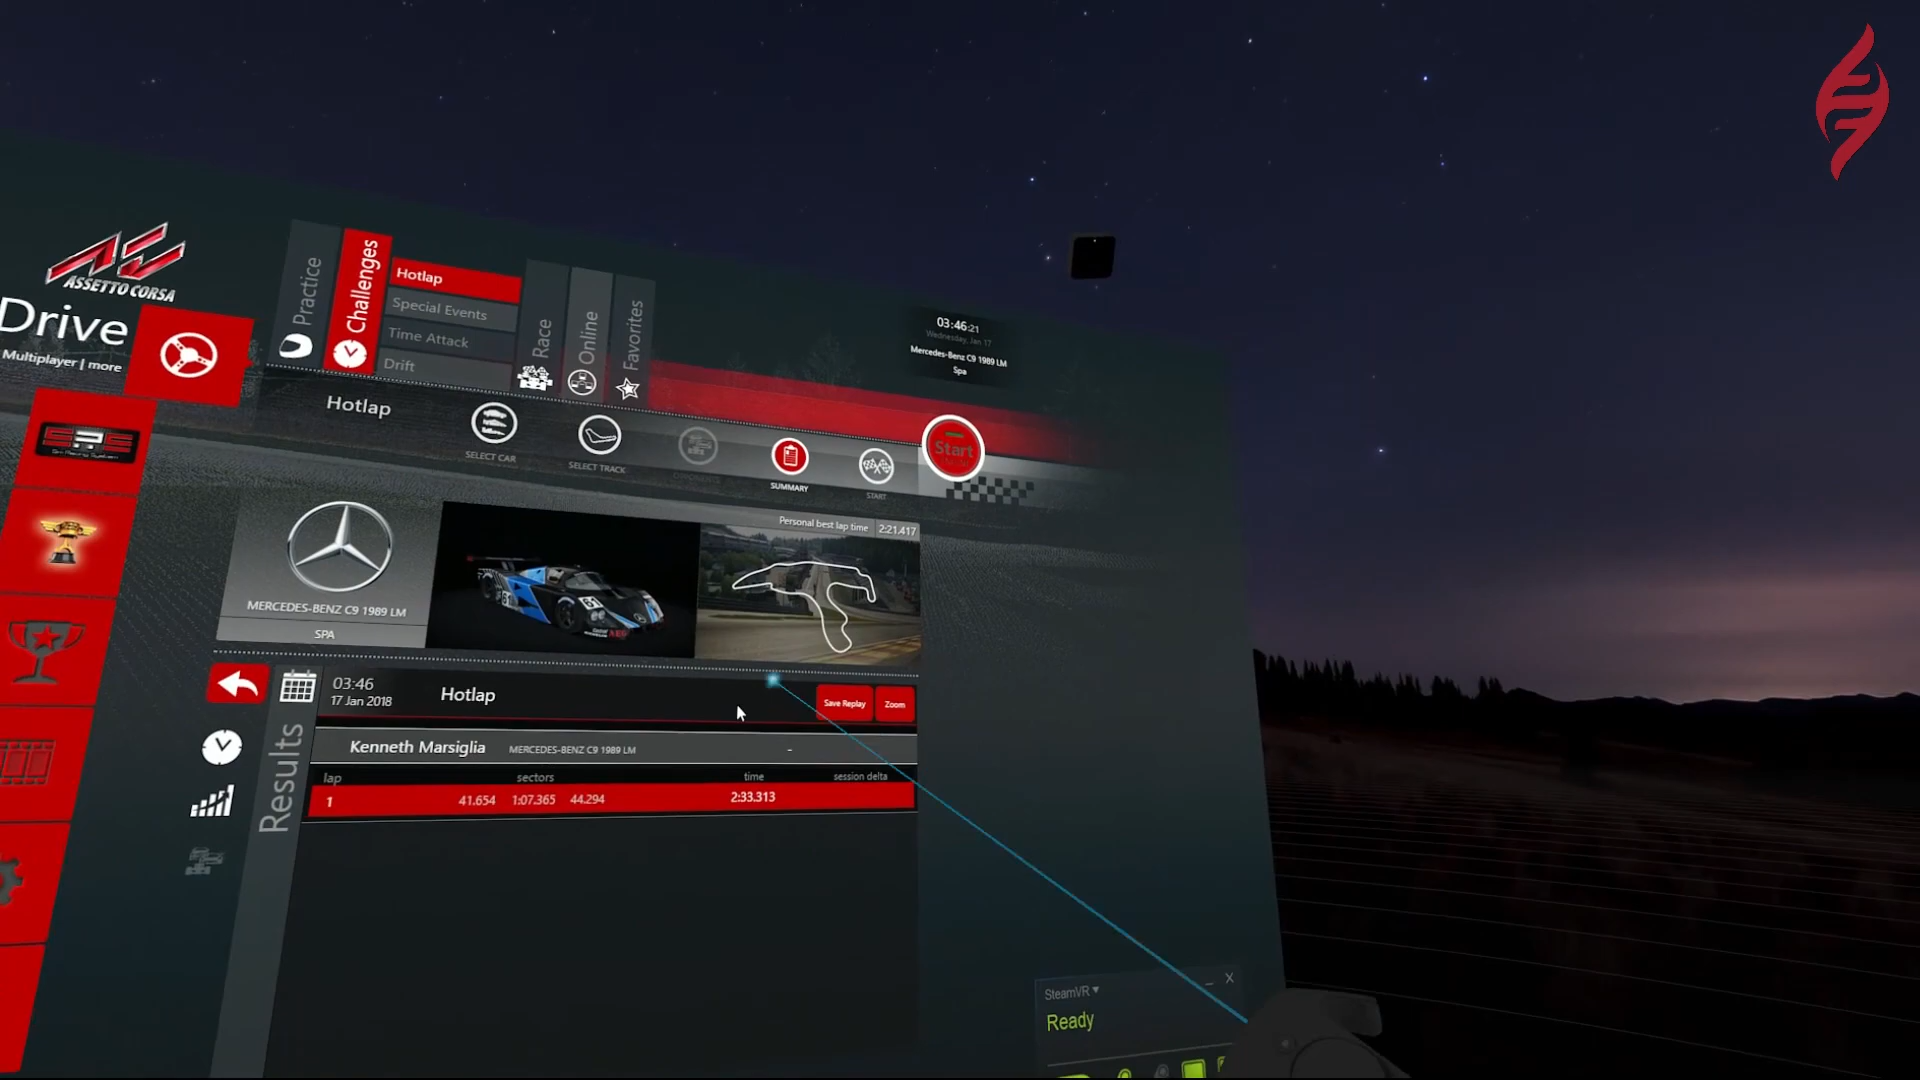 ASSETTO CORSA
Drive
Multiplayer | more
Practice
Challenges
Hotlap
Special Events
Time Attack
Drift
Race
Online
Favorites
03:46:21
Wednesday, Jan 17
Mercedes-Benz C9 1989 LM
Spa
Hotlap
SELECT CAR
SELECT TRACK
SUMMARY
START
Start
Personal best lap time 2:21.417
MERCEDES-BENZ C9 1989 LM
SPA
61
03:46
17 Jan 2018
Hotlap
Save Replay
Zoom
Results
Kenneth Marsiglia MERCEDES-BENZ C9 1989 LM -
lap sectors time session delta
1 41.654 1:07.365 44.294 2:33.313
SteamVR
Ready